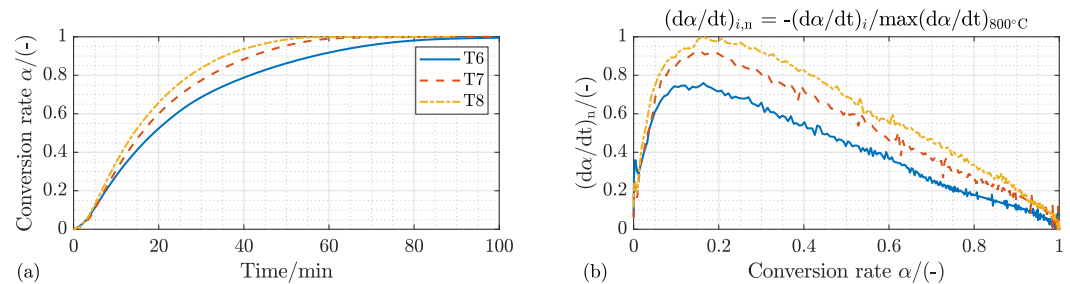 1
0.8
0.6
0.4
0.2
0
Conversion rate α/(-)
0 20 40 60 80 100
Time/min
T6
T7
T8
(a)
(dα/dt)i,n = -(dα/dt)i/max(dα/dt)800°C
1
0.8
0.6
0.4
0.2
0
(dα/dt)n/(-)
0 0.2 0.4 0.6 0.8 1
Conversion rate α/(-)
(b)